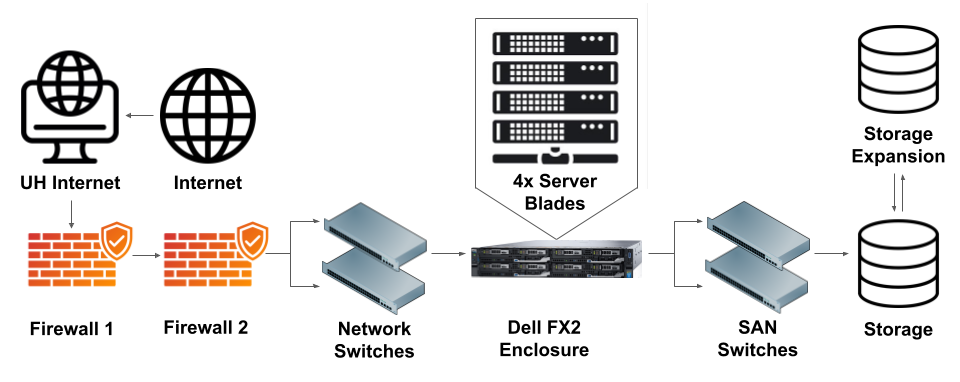 4x Server
Blades
Storage
Expansion
UH Internet
Internet
Firewall 1
Firewall 2
Network
Switches
Dell FX2
Enclosure
SAN
Switches
Storage